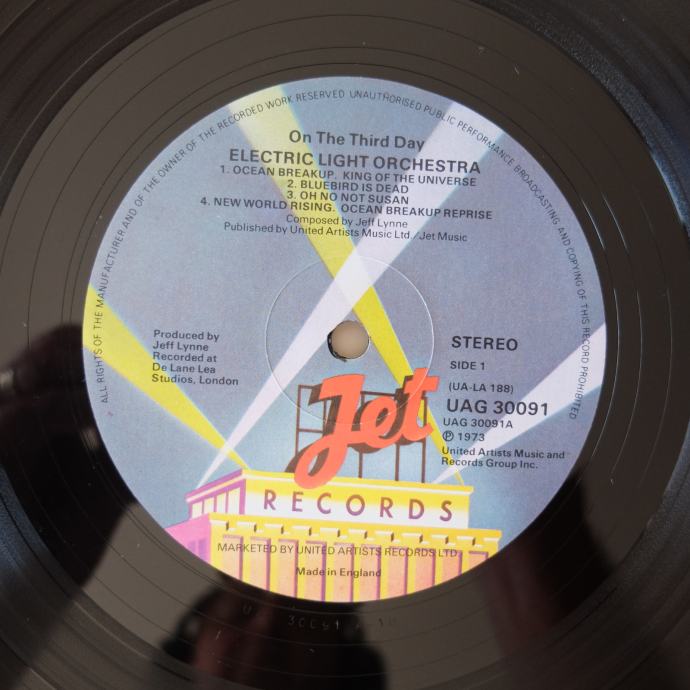 ALL RIGHTS OF THE MANUFACTURER AND OF THE OWNER OF THE RECORDED WORK RESERVED UNAUTHORISED PUBLIC PERFORMANCE BROADCASTING AND COPYING OF THIS RECORD PROHIBITED
On The Third Day
ELECTRIC LIGHT ORCHESTRA
1. OCEAN BREAKUP. KING OF THE UNIVERSE
2. BLUEBIRD IS DEAD
3. OH NO NOT SUSAN
4. NEW WORLD RISING. OCEAN BREAKUP REPRISE
Composed by Jeff Lynne
Published by United Artists Music Ltd./Jet Music
Produced by
Jeff Lynne
Recorded at
De Lane Lea
Studios, London
STEREO
SIDE 1
(UA-LA 188)
UAG 30091
UAG 30091A
℗ 1973
United Artists Music and
Records Group Inc.
Jet
RECORDS
MARKETED BY UNITED ARTISTS RECORDS LTD.
Made in England